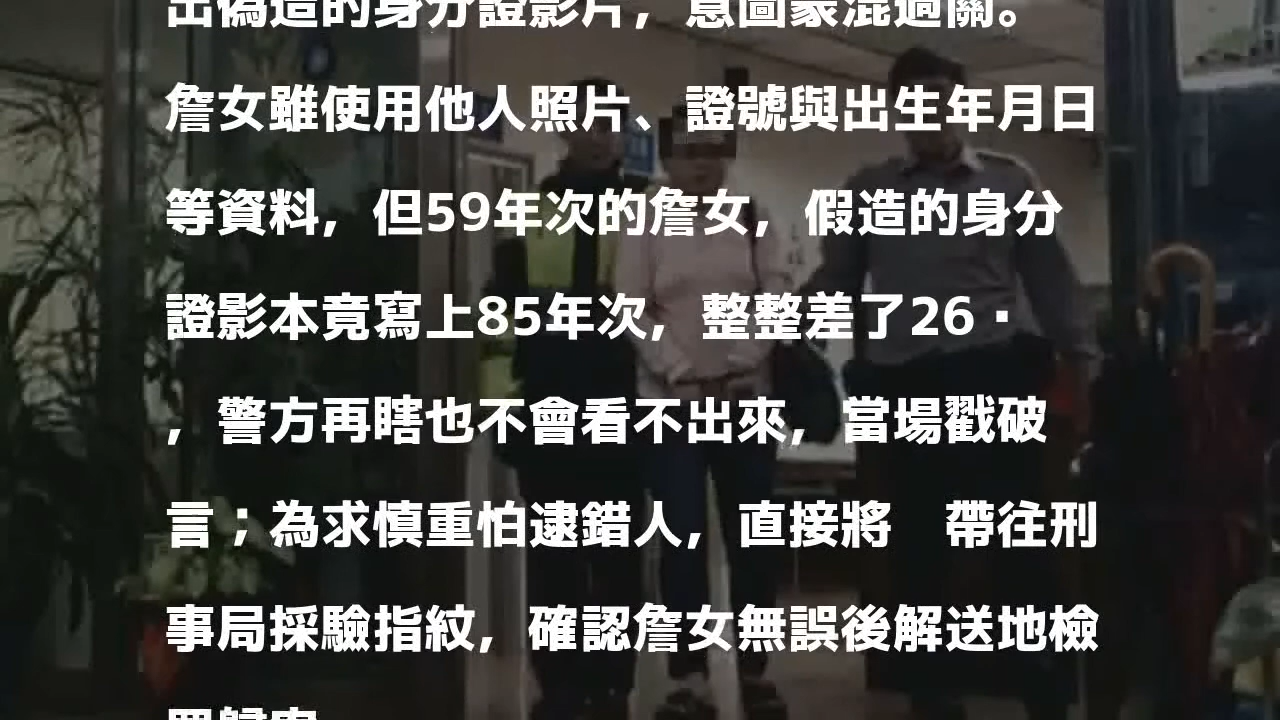 出偽造的身分證影片，意圖蒙混過關。
詹女雖使用他人照片、證號與出生年月日
等資料，但59年次的詹女，假造的身分
證影本竟寫上85年次，整整差了26·
，警方再瞎也不會看不出來，當場戳破
言；為求慎重怕逮錯人，直接將　帶往刑
事局採驗指紋，確認詹女無誤後解送地檢